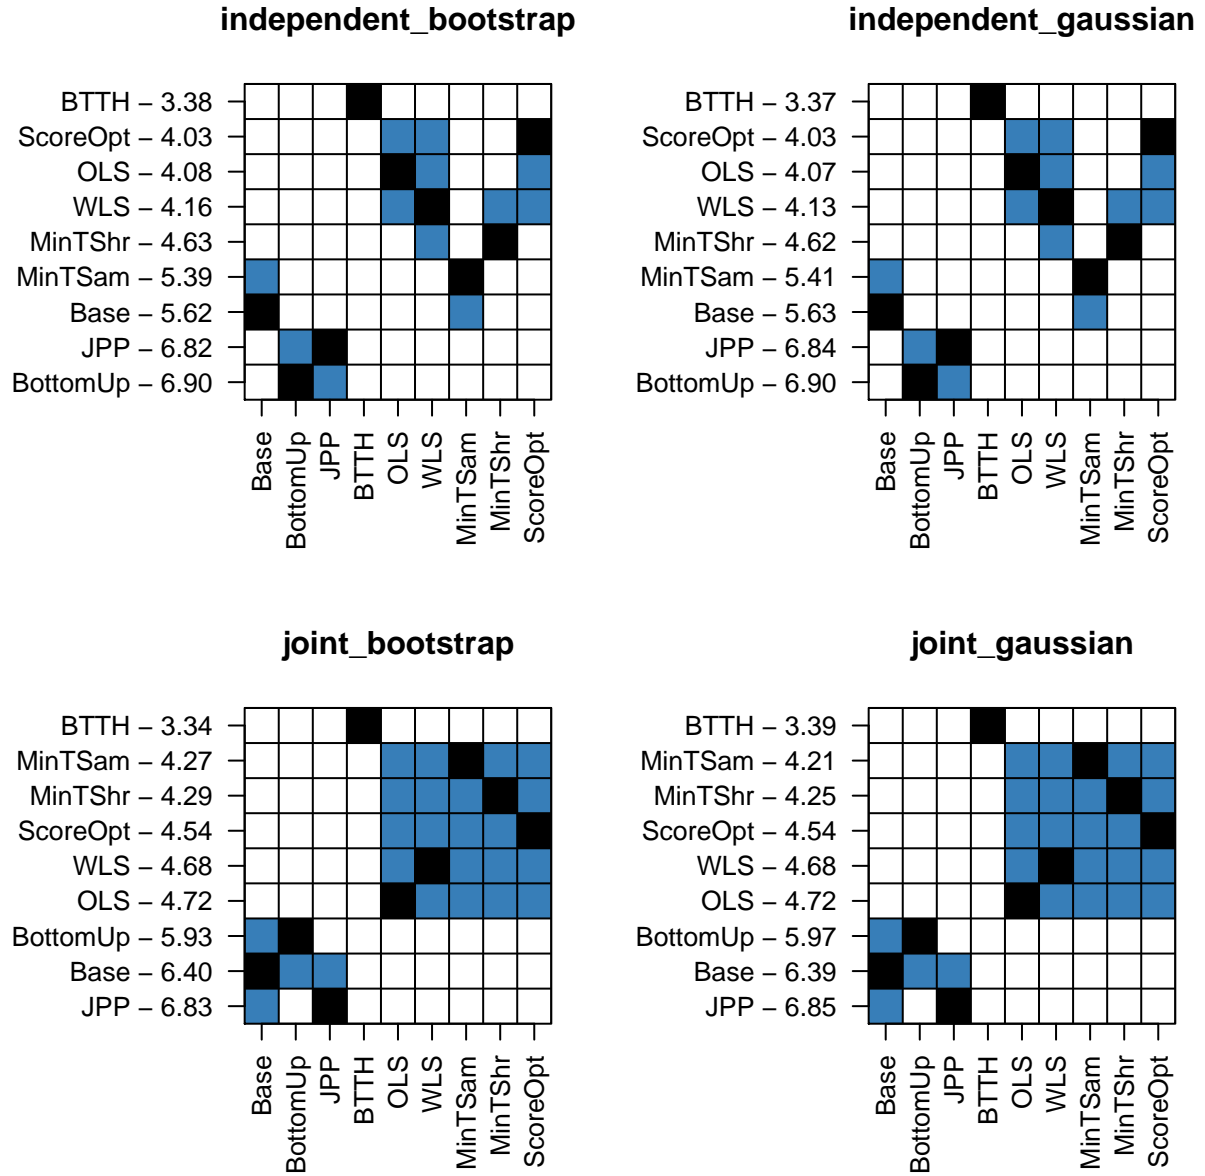 independent_bootstrap
BTTH – 3.38
ScoreOpt – 4.03
OLS – 4.08
WLS – 4.16
MinTShr – 4.63
MinTSam – 5.39
Base – 5.62
JPP – 6.82
BottomUp – 6.90
Base
BottomUp
JPP
BTTH
OLS
WLS
MinTSam
MinTShr
ScoreOpt
independent_gaussian
BTTH – 3.37
ScoreOpt – 4.03
OLS – 4.07
WLS – 4.13
MinTShr – 4.62
MinTSam – 5.41
Base – 5.63
JPP – 6.84
BottomUp – 6.90
Base
BottomUp
JPP
BTTH
OLS
WLS
MinTSam
MinTShr
ScoreOpt
joint_bootstrap
BTTH – 3.34
MinTSam – 4.27
MinTShr – 4.29
ScoreOpt – 4.54
WLS – 4.68
OLS – 4.72
BottomUp – 5.93
Base – 6.40
JPP – 6.83
Base
BottomUp
JPP
BTTH
OLS
WLS
MinTSam
MinTShr
ScoreOpt
joint_gaussian
BTTH – 3.39
MinTSam – 4.21
MinTShr – 4.25
ScoreOpt – 4.54
WLS – 4.68
OLS – 4.72
BottomUp – 5.97
Base – 6.39
JPP – 6.85
Base
BottomUp
JPP
BTTH
OLS
WLS
MinTSam
MinTShr
ScoreOpt